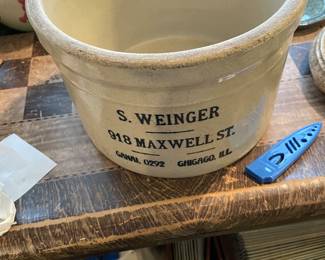 S. WEINGER
918 MAXWELL ST.
CANAL 0292 CHICAGO, ILL.